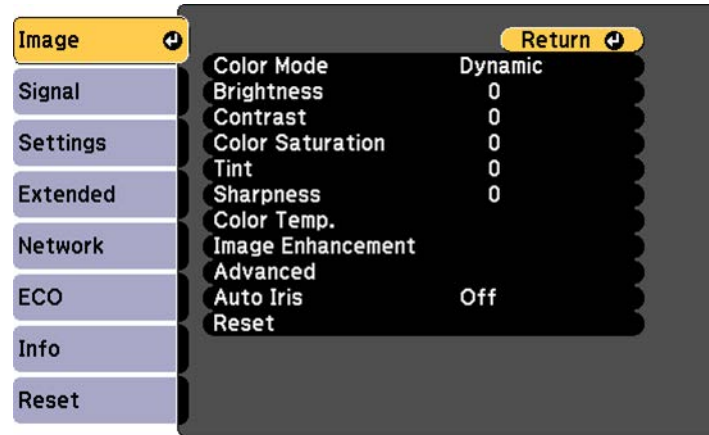 Image
Signal
Settings
Extended
Network
ECO
Info
Reset
Return
Color Mode Dynamic
Brightness 0
Contrast 0
Color Saturation 0
Tint 0
Sharpness 0
Color Temp.
Image Enhancement
Advanced
Auto Iris Off
Reset